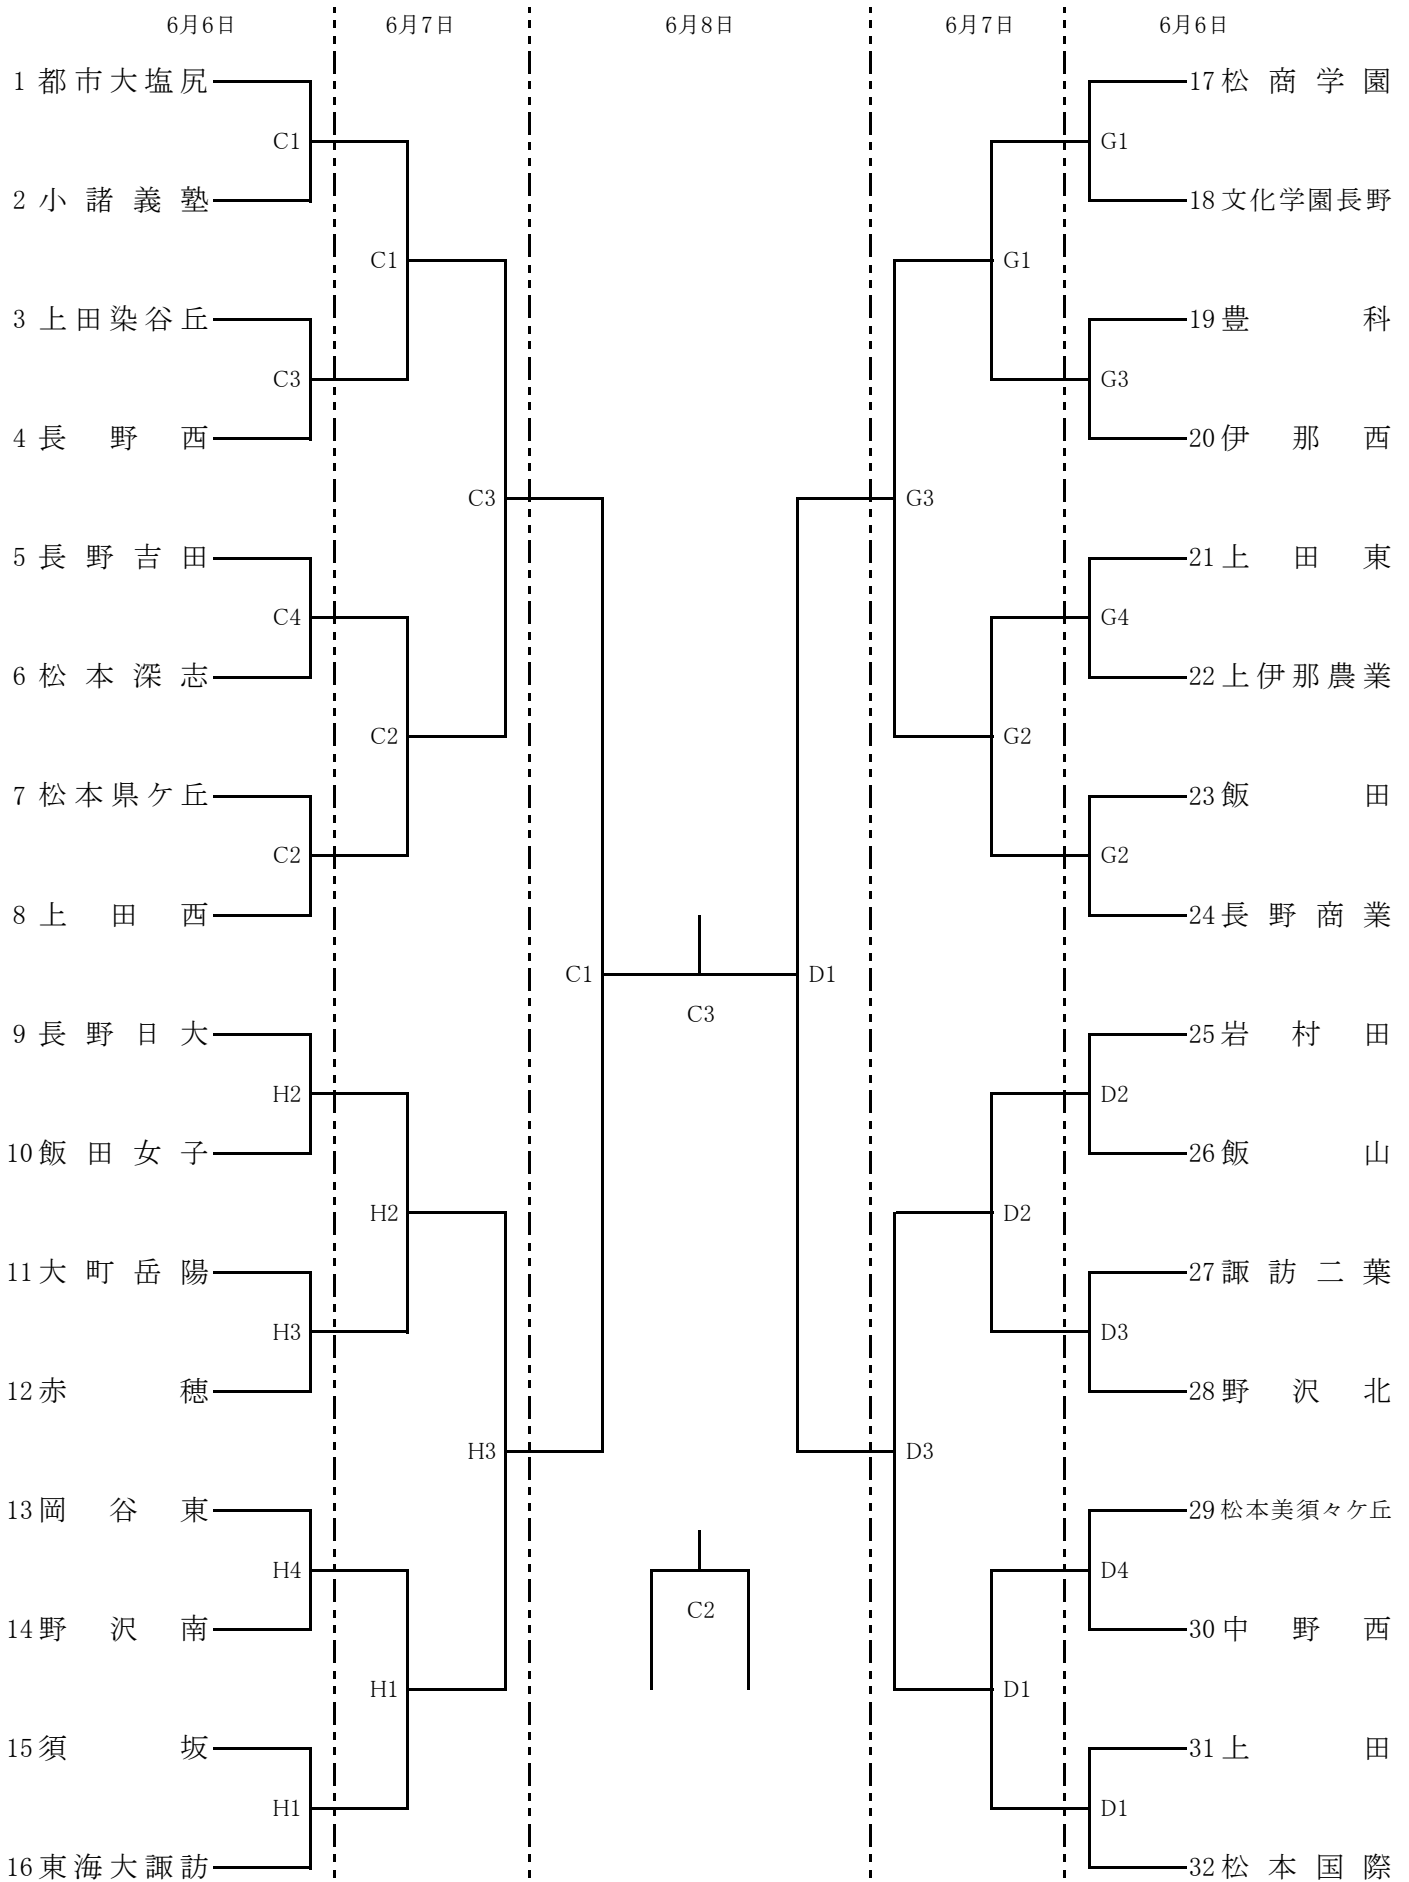 6月6日 6月7日 6月8日 6月7日 6月6日
1 都市大塩尻
17 松商学園
C1
G1
2 小諸義塾
18 文化学園長野
C1
G1
3 上田染谷丘
19 豊科
C3
G3
4 長野西
20 伊那西
C3
G3
5 長野吉田
21 上田東
C4
G4
6 松本深志
22 上伊那農業
C2
G2
7 松本県ケ丘
23 飯田
C2
G2
8 上田西
24 長野商業
C1
D1
C3
9 長野日大
25 岩村田
H2
D2
10 飯田女子
26 飯山
H2
D2
11 大町岳陽
27 諏訪二葉
H3
D3
12 赤穂
28 野沢北
H3
D3
13 岡谷東
29 松本美須々ケ丘
H4
D4
C2
14 野沢南
30 中野西
H1
D1
15 須坂
31 上田
H1
D1
16 東海大諏訪
32 松本国際